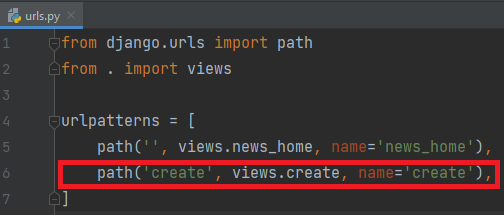 urls.py
1 from django.urls import path
2 from . import views
3
4 urlpatterns = [
5     path('', views.news_home, name='news_home'),
6     path('create', views.create, name='create'),
7 ]